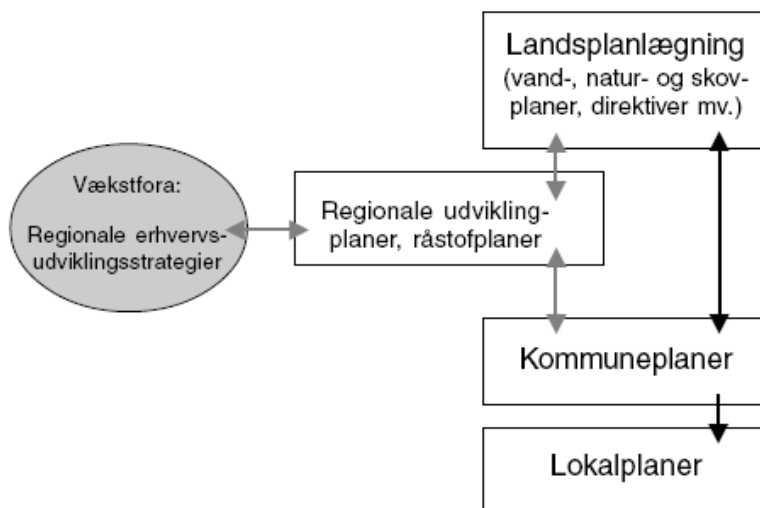 Landsplanlægning
(vand-, natur- og skov-
planer, direktiver mv.)
Vækstfora:
Regionale erhvervs-
udviklingsstrategier
Regionale udvikling-
planer, råstofplaner
Kommuneplaner
Lokalplaner